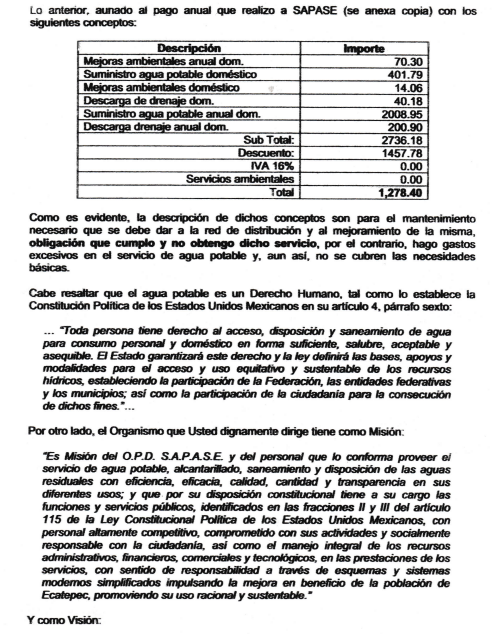 Lo anterior, aunado al pago anual que realizo a SAPASE (se anexa copia) con los
siguientes conceptos:
Descripción Importe
Mejoras ambientales anual dom. 70.30
Suministro agua potable doméstico 401.79
Mejoras ambientales doméstico 14.06
Descarga de drenaje dom. 40.18
Suministro agua potable anual dom. 2008.95
Descarga drenaje anual dom. 200.90
Sub Total: 2736.18
Descuento: 1457.78
IVA 16% 0.00
Servicios ambientales 0.00
Total 1,278.40
Como es evidente, la descripción de dichos conceptos son para el mantenimiento
necesario que se debe dar a la red de distribución y al mejoramiento de la misma,
obligación que cumplo y no obtengo dicho servicio, por el contrario, hago gastos
excesivos en el servicio de agua potable y, aun así, no se cubren las necesidades
básicas.
Cabe resaltar que el agua potable es un Derecho Humano, tal como lo establece la
Constitución Política de los Estados Unidos Mexicanos en su artículo 4, párrafo sexto:
... "Toda persona tiene derecho al acceso, disposición y saneamiento de agua
para consumo personal y doméstico en forma suficiente, salubre, aceptable y
asequible. El Estado garantizará este derecho y la ley definirá las bases, apoyos y
modalidades para el acceso y uso equitativo y sustentable de los recursos
hídricos, estableciendo la participación de la Federación, las entidades federativas
y los municipios; así como la participación de la ciudadanía para la consecución
de dichos fines."...
Por otro lado, el Organismo que Usted dignamente dirige tiene como Misión:
"Es Misión del O.P.D. S.A.P.A.S.E. y del personal que lo conforma proveer el
servicio de agua potable, alcantarillado, saneamiento y disposición de las aguas
residuales con eficiencia, eficacia, calidad, cantidad y transparencia en sus
diferentes usos; y que por su disposición constitucional tiene a su cargo las
funciones y servicios públicos, identificados en las fracciones II y III del artículo
115 de la Ley Constitucional Política de los Estados Unidos Mexicanos, con
personal altamente competitivo, comprometido con sus actividades y socialmente
responsable con la ciudadanía, así como el manejo integral de los recursos
administrativos, financieros, comerciales y tecnológicos, en las prestaciones de los
servicios, con sentido de responsabilidad a través de esquemas y sistemas
modernos simplificados impulsando la mejora en beneficio de la población de
Ecatepec, promoviendo su uso racional y sustentable."
Y como Visión: